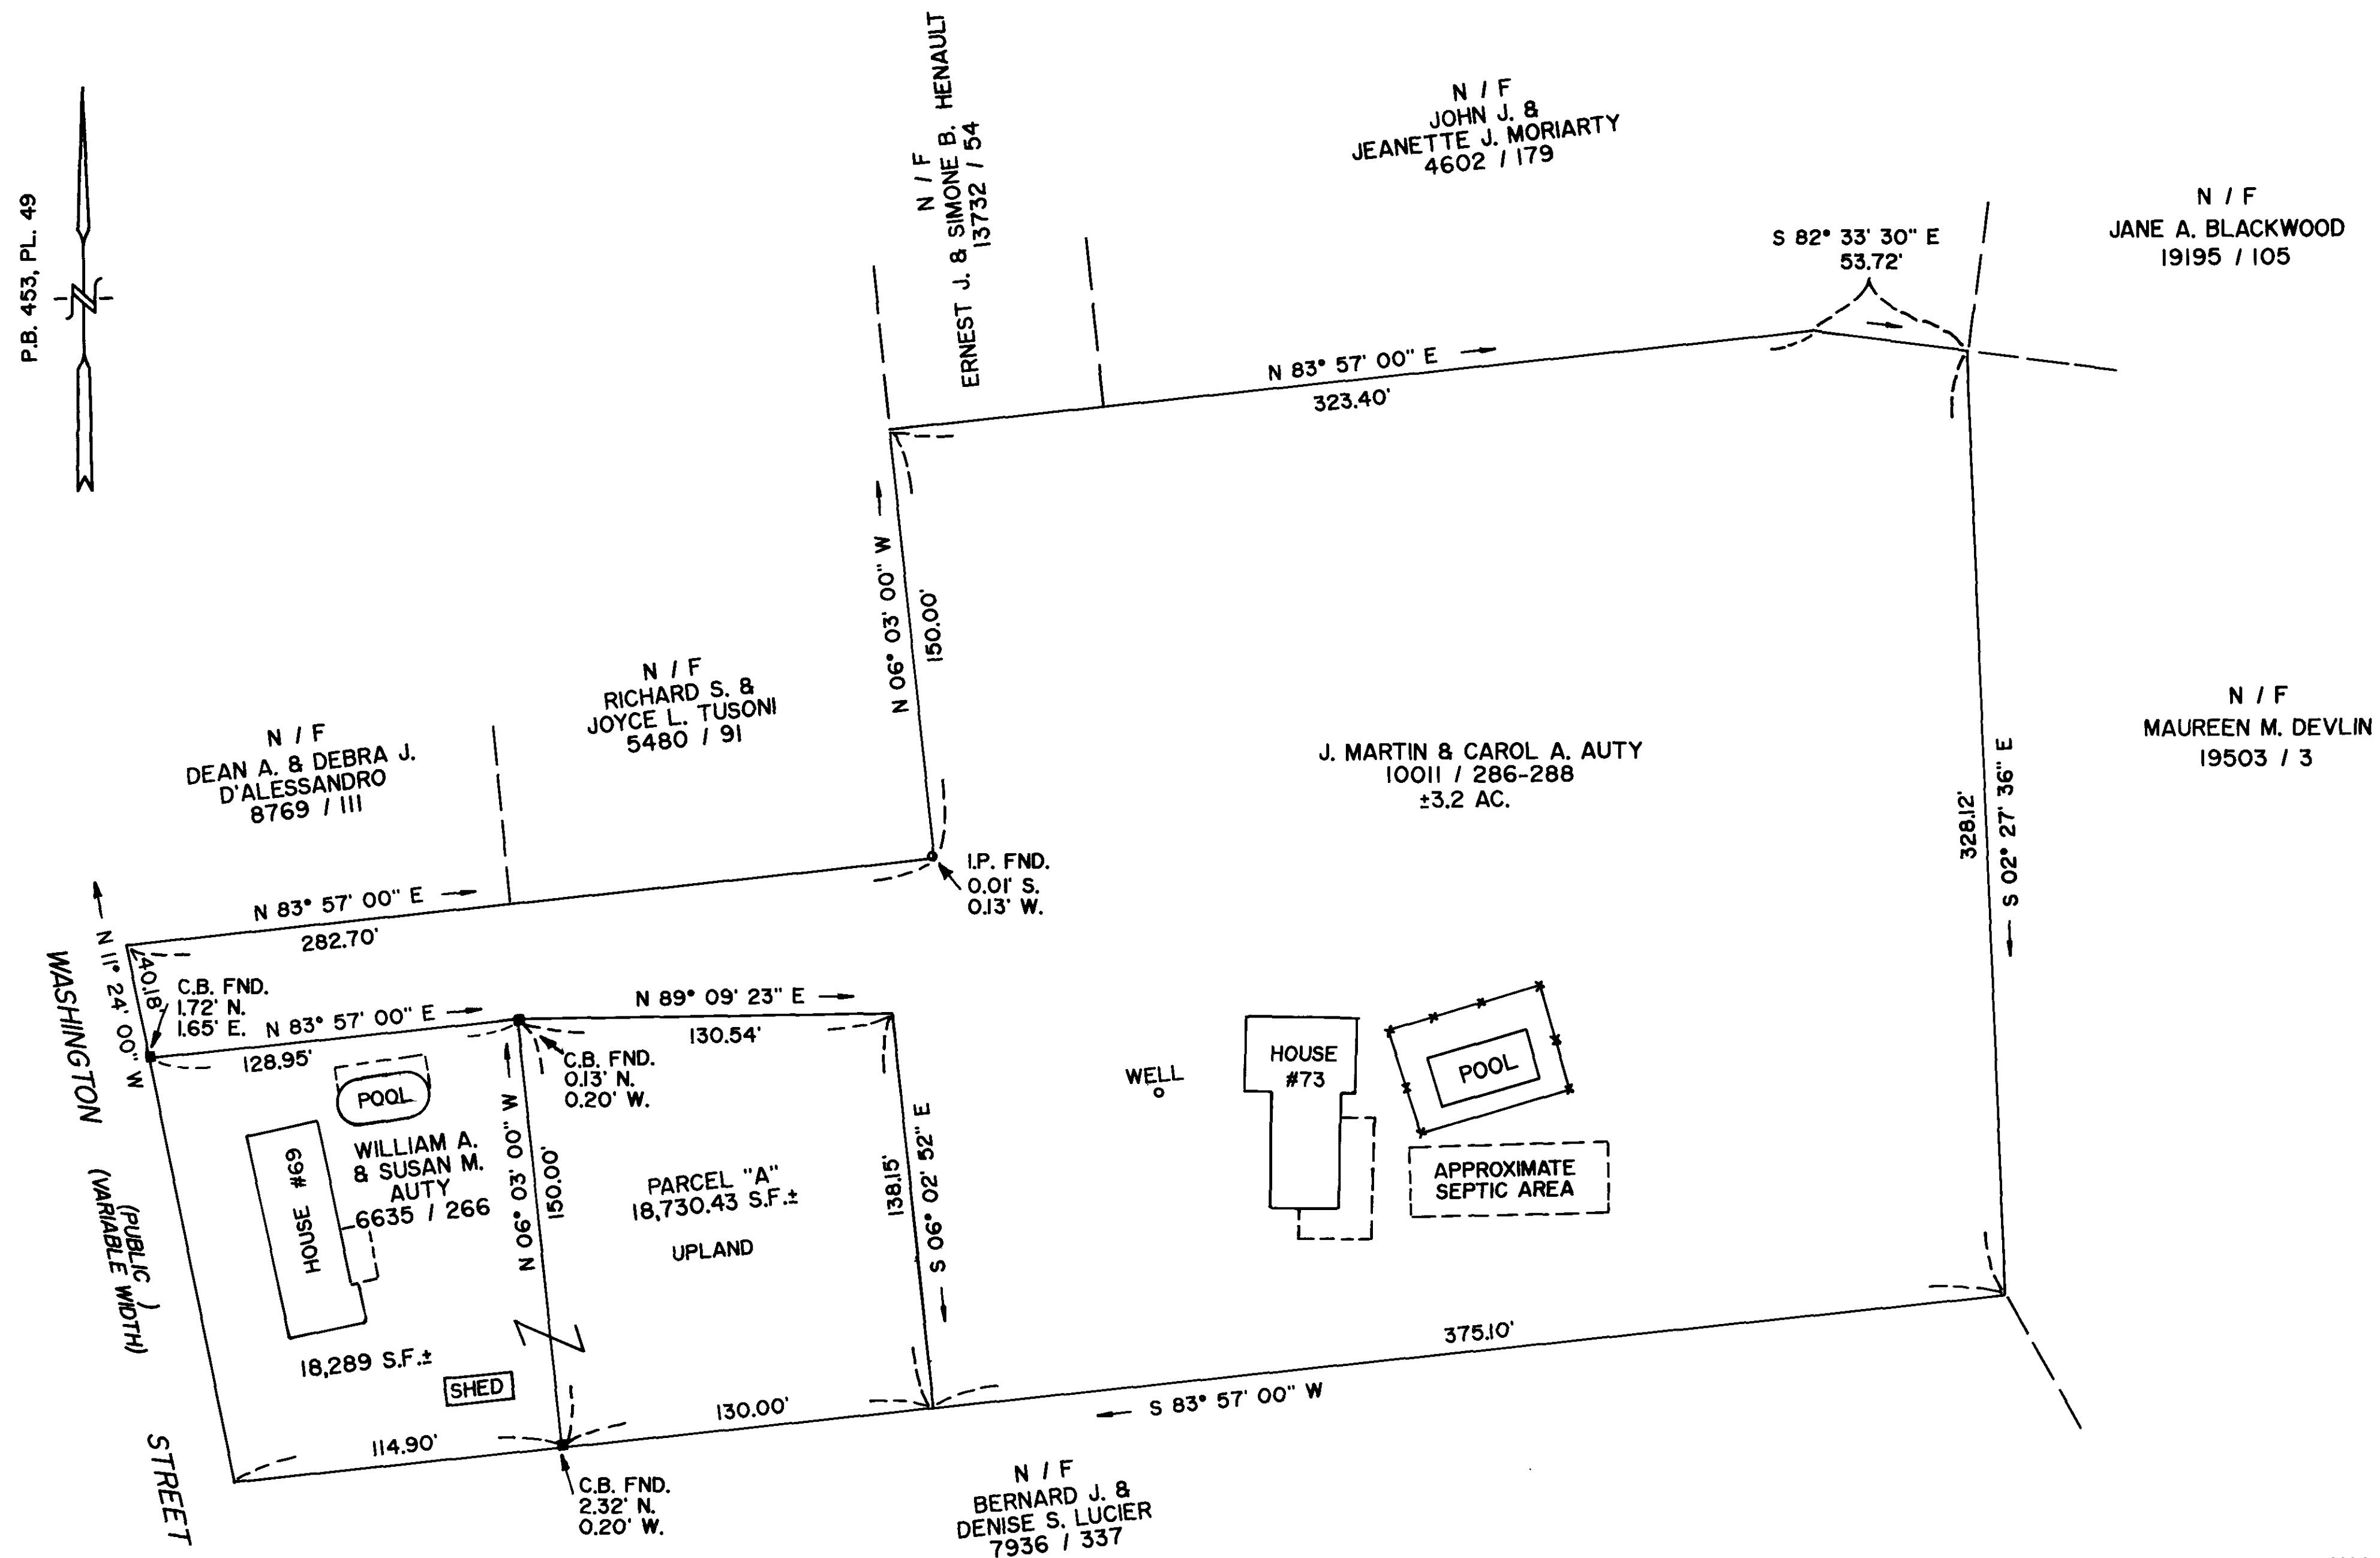 P.B. 453, PL. 49
N / F
ERNEST J. & SIMONE B. HENAULT
13732 / 54
N / F
JOHN J. &
JEANETTE J. MORIARTY
4602 / 179
S 82° 33' 30" E
53.72'
N / F
JANE A. BLACKWOOD
19195 / 105
N 83° 57' 00" E
323.40'
N 06° 03' 00" W
150.00'
N / F
RICHARD S. &
JOYCE L. TUSONI
5480 / 91
N / F
DEAN A. & DEBRA J.
D'ALESSANDRO
8769 / 111
J. MARTIN & CAROL A. AUTY
10011 / 286-288
±3.2 AC.
328.12'
S 02° 27' 36" E
N / F
MAUREEN M. DEVLIN
19503 / 3
I.P. FND.
0.01' S.
0.13' W.
N 83° 57' 00" E
282.70'
N 11° 24' 00" W
40.18'
C.B. FND.
1.72' N.
1.65' E.
N 83° 57' 00" E
128.95'
N 89° 09' 23" E
130.54'
C.B. FND.
0.13' N.
0.20' W.
WASHINGTON
STREET
(PUBLIC)
(VARIABLE WIDTH)
POOL
HOUSE #69
WILLIAM A.
& SUSAN M.
AUTY
6635 / 266
18,289 S.F.±
SHED
N 06° 03' 00" W
150.00'
PARCEL "A"
18,730.43 S.F.±
UPLAND
138.15'
S 06° 02' 52" E
WELL
HOUSE
#73
POOL
APPROXIMATE
SEPTIC AREA
375.10'
S 83° 57' 00" W
130.00'
114.90'
C.B. FND.
2.32' N.
0.20' W.
N / F
BERNARD J. &
DENISE S. LUCIER
7936 / 337